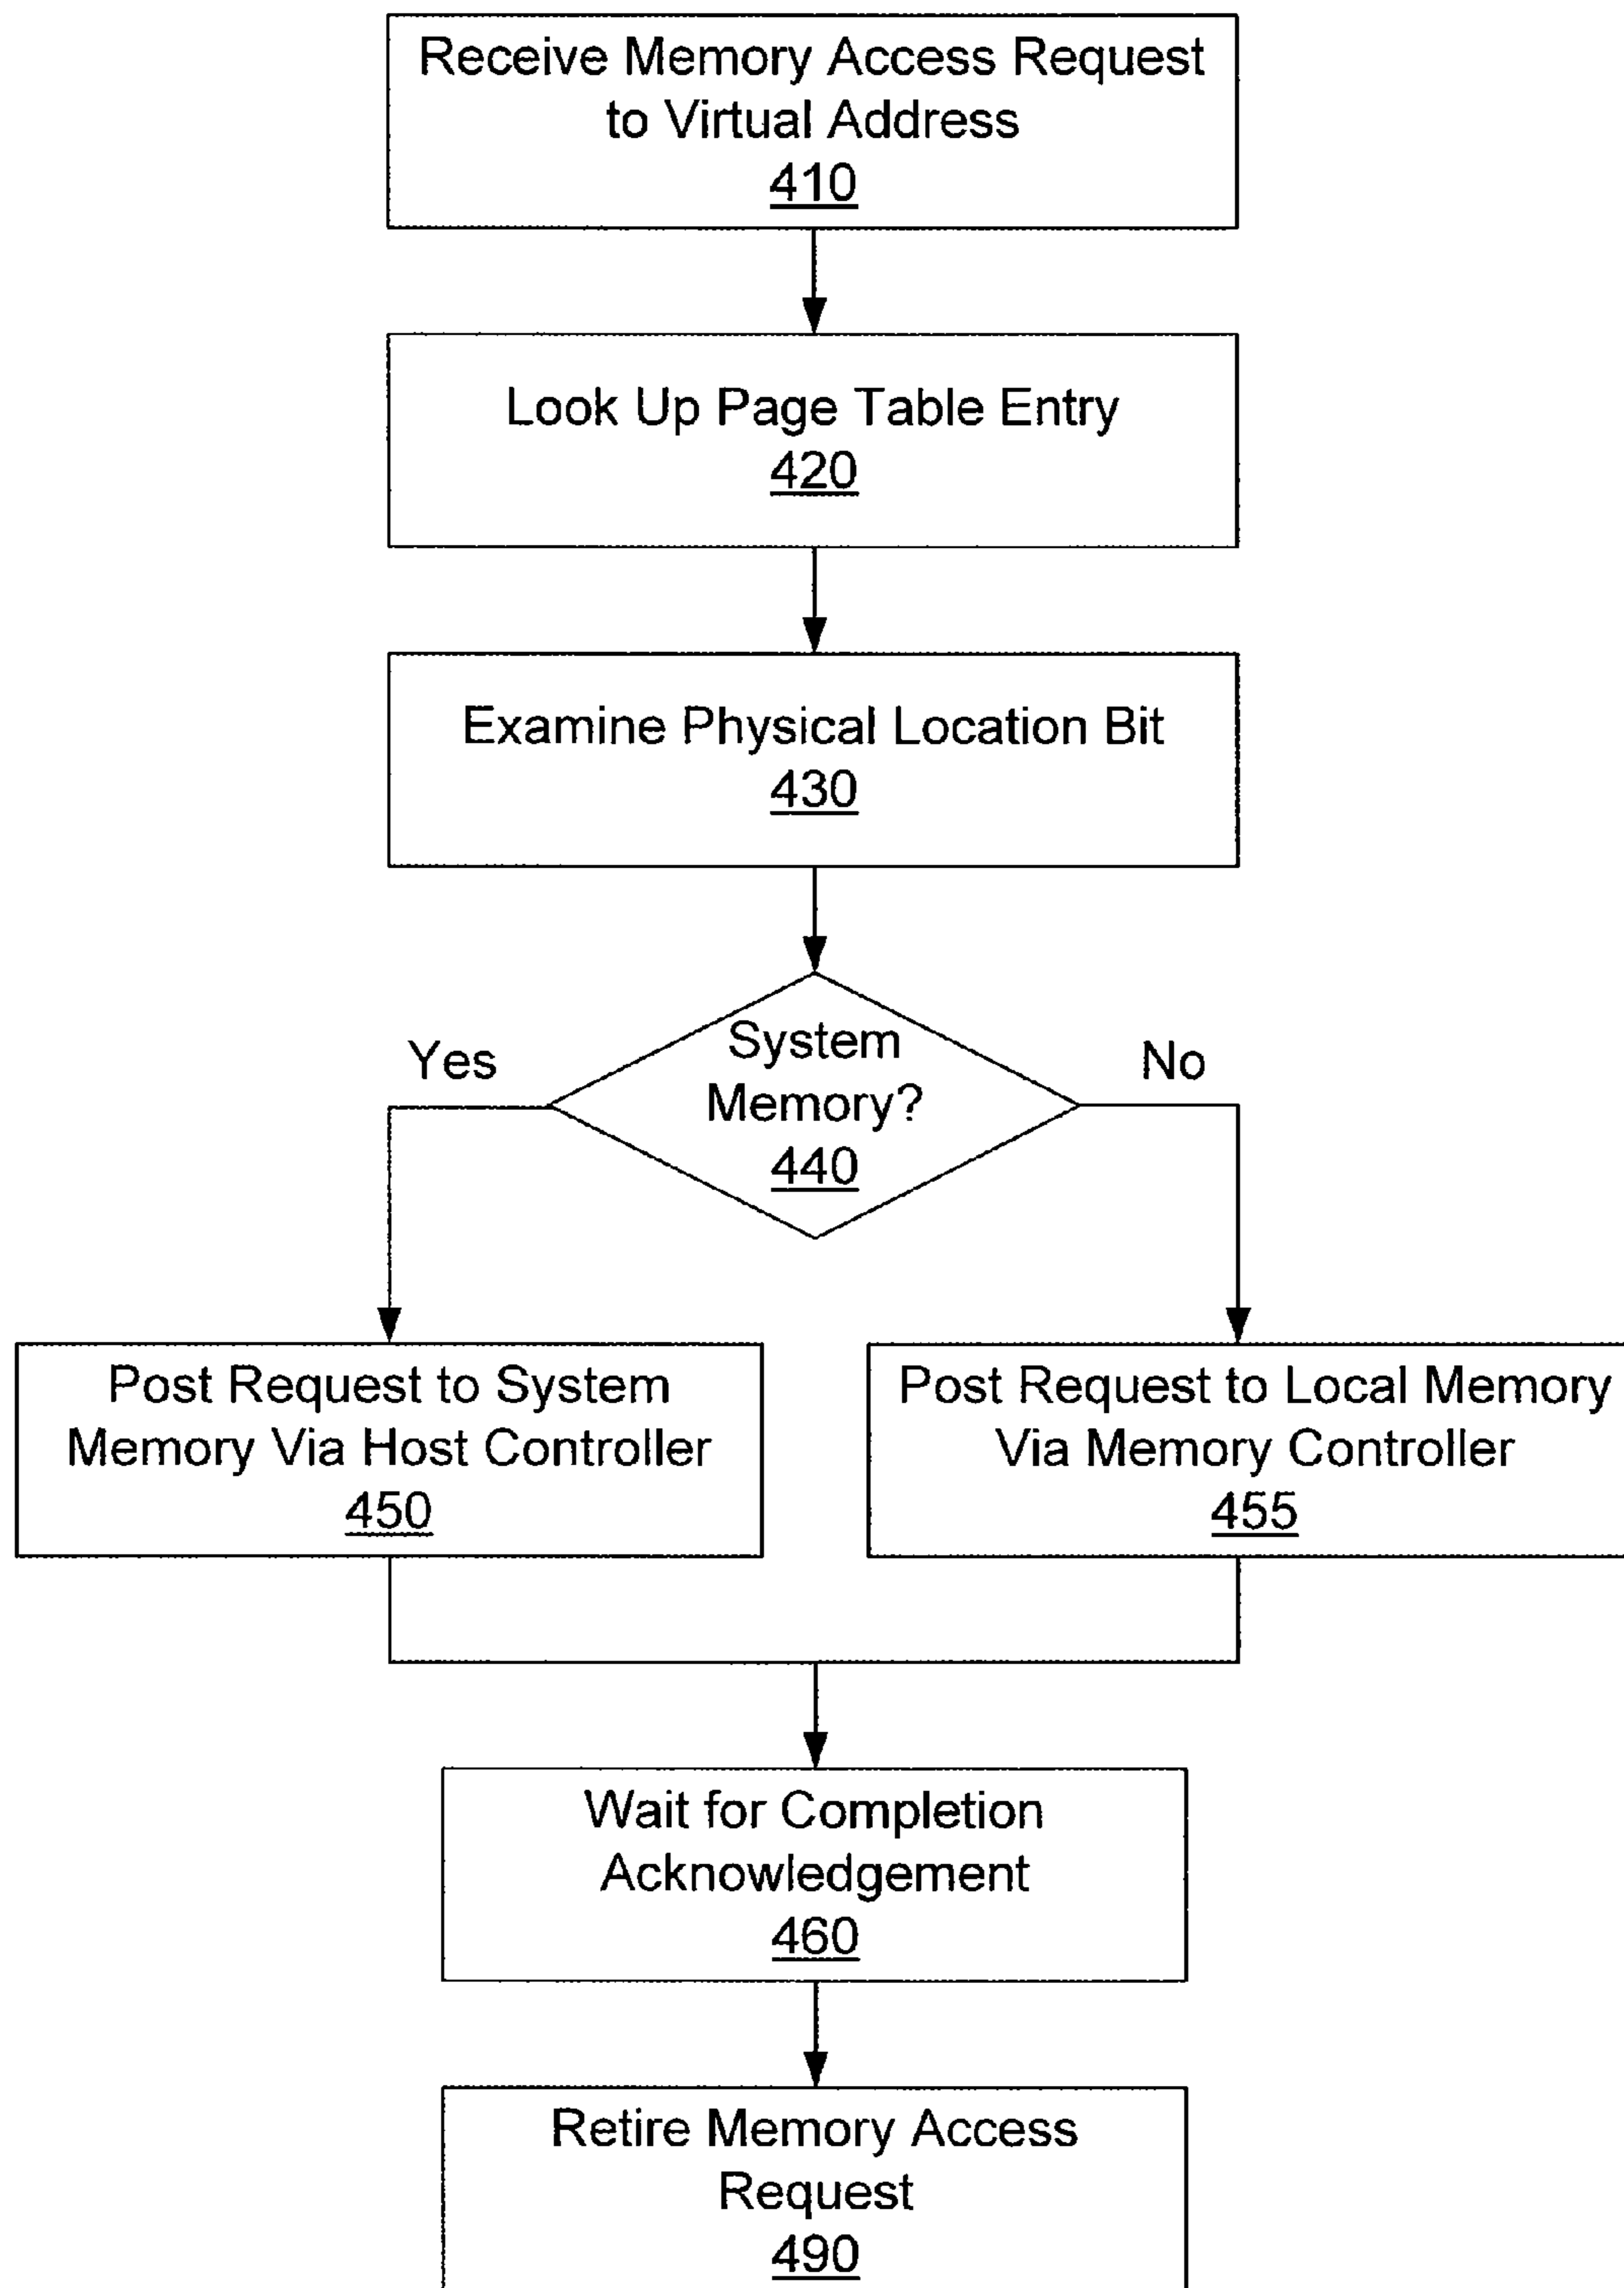 Receive Memory Access Request
to Virtual Address
410
Look Up Page Table Entry
420
Examine Physical Location Bit
430
System
Memory?
440
Yes
No
Post Request to System
Memory Via Host Controller
450
Post Request to Local Memory
Via Memory Controller
455
Wait for Completion
Acknowledgement
460
Retire Memory Access
Request
490